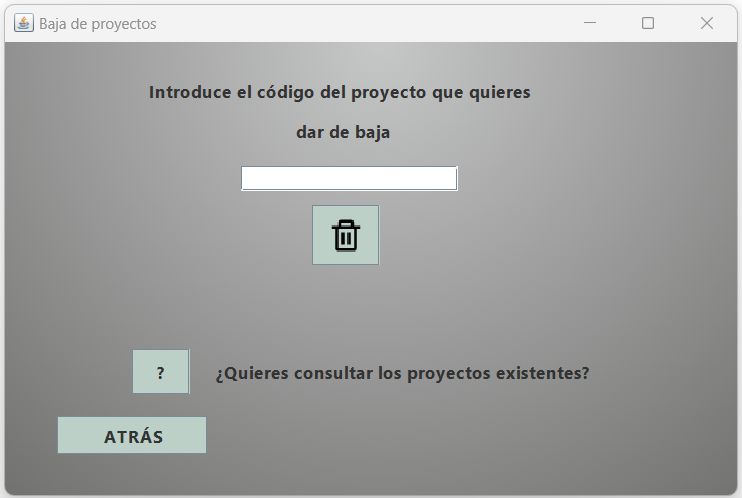 Baja de proyectos
Introduce el código del proyecto que quieres
dar de baja
?
¿Quieres consultar los proyectos existentes?
ATRÁS